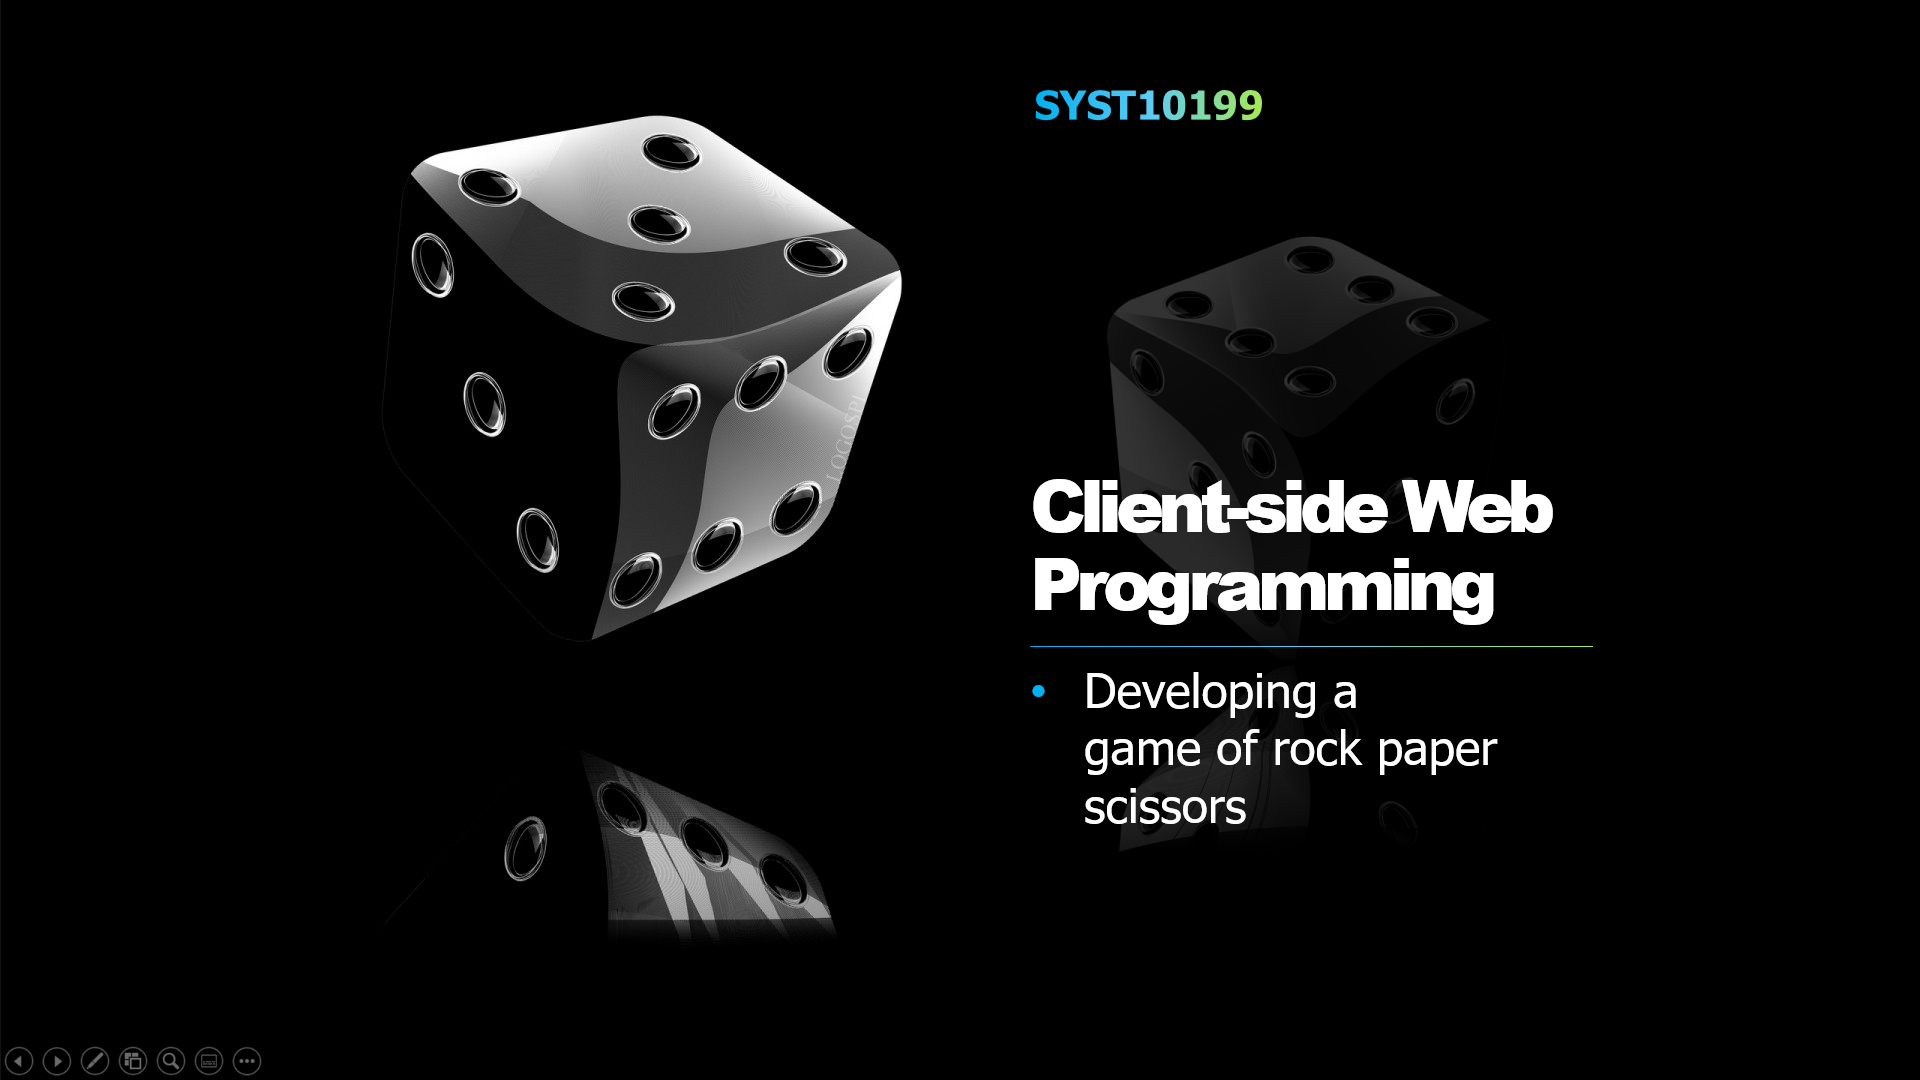 SYST10199
Client-side Web
Programming
• Developing a
game of rock paper
scissors